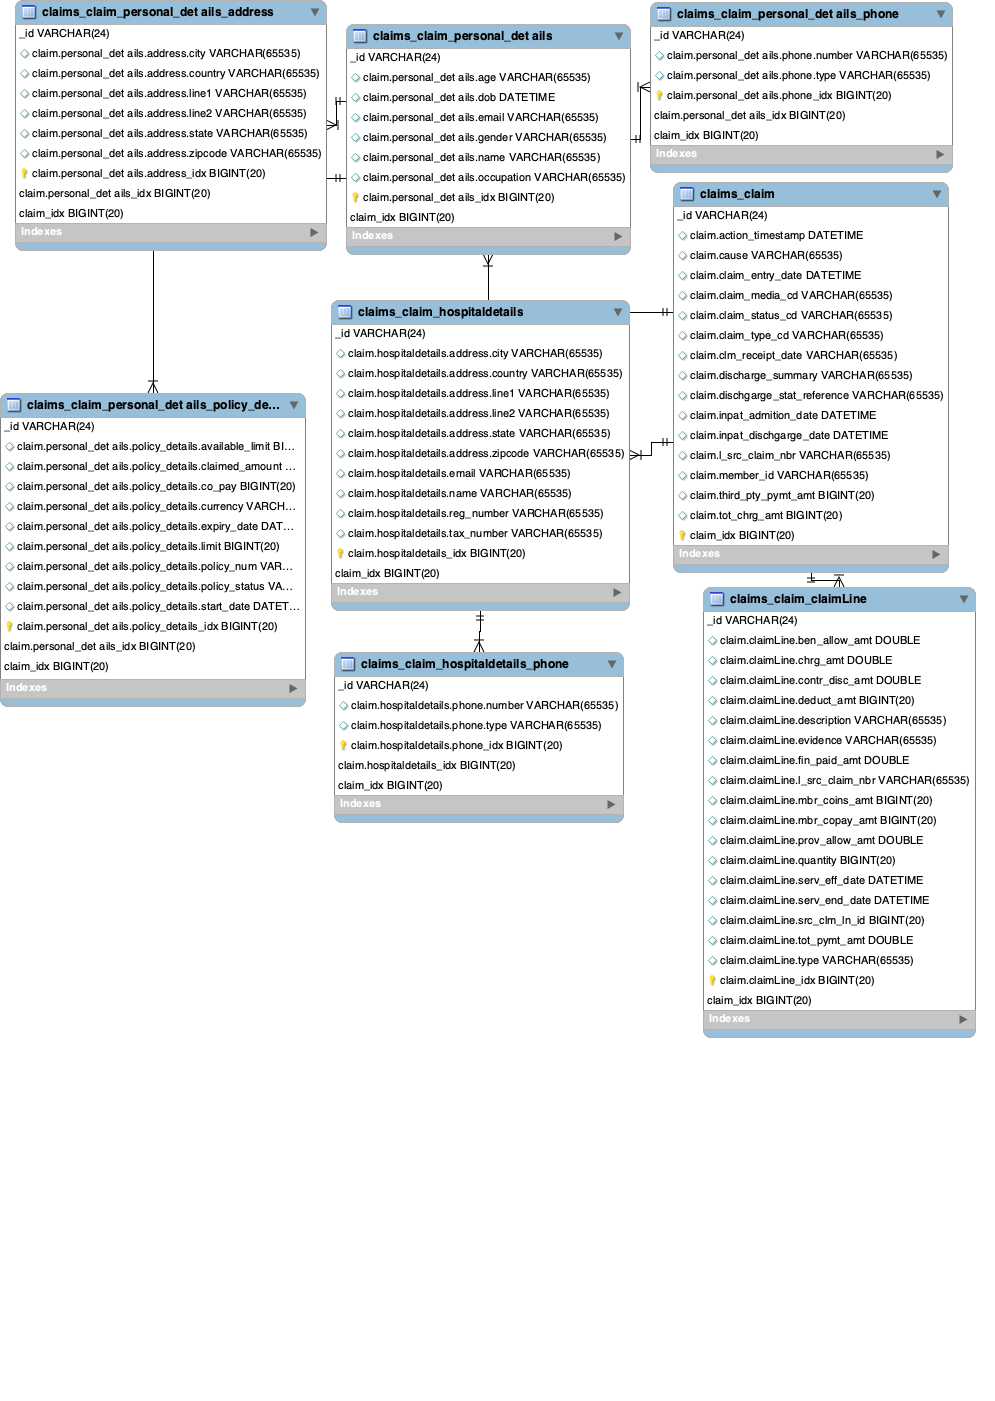 claims_claim_personal_det ails_address
_id VARCHAR(24)
claim.personal_det ails.address.city VARCHAR(65535)
claim.personal_det ails.address.country VARCHAR(65535)
claim.personal_det ails.address.line1 VARCHAR(65535)
claim.personal_det ails.address.line2 VARCHAR(65535)
claim.personal_det ails.address.state VARCHAR(65535)
claim.personal_det ails.address.zipcode VARCHAR(65535)
claim.personal_det ails.address_idx BIGINT(20)
claim.personal_det ails_idx BIGINT(20)
claim_idx BIGINT(20)
Indexes
claims_claim_personal_det ails
_id VARCHAR(24)
claim.personal_det ails.age VARCHAR(65535)
claim.personal_det ails.dob DATETIME
claim.personal_det ails.email VARCHAR(65535)
claim.personal_det ails.gender VARCHAR(65535)
claim.personal_det ails.name VARCHAR(65535)
claim.personal_det ails.occupation VARCHAR(65535)
claim.personal_det ails_idx BIGINT(20)
claim_idx BIGINT(20)
Indexes
claims_claim_personal_det ails_phone
_id VARCHAR(24)
claim.personal_det ails.phone.number VARCHAR(65535)
claim.personal_det ails.phone.type VARCHAR(65535)
claim.personal_det ails.phone_idx BIGINT(20)
claim.personal_det ails_idx BIGINT(20)
claim_idx BIGINT(20)
Indexes
claims_claim
_id VARCHAR(24)
claim.action_timestamp DATETIME
claim.cause VARCHAR(65535)
claim.claim_entry_date DATETIME
claim.claim_media_cd VARCHAR(65535)
claim.claim_status_cd VARCHAR(65535)
claim.claim_type_cd VARCHAR(65535)
claim.clm_receipt_date VARCHAR(65535)
claim.discharge_summary VARCHAR(65535)
claim.dischgarge_stat_reference VARCHAR(65535)
claim.inpat_admition_date DATETIME
claim.inpat_dischgarge_date DATETIME
claim.l_src_claim_nbr VARCHAR(65535)
claim.member_id VARCHAR(65535)
claim.third_pty_pymt_amt BIGINT(20)
claim.tot_chrg_amt BIGINT(20)
claim_idx BIGINT(20)
Indexes
claims_claim_hospitaldetails
_id VARCHAR(24)
claim.hospitaldetails.address.city VARCHAR(65535)
claim.hospitaldetails.address.country VARCHAR(65535)
claim.hospitaldetails.address.line1 VARCHAR(65535)
claim.hospitaldetails.address.line2 VARCHAR(65535)
claim.hospitaldetails.address.state VARCHAR(65535)
claim.hospitaldetails.address.zipcode VARCHAR(65535)
claim.hospitaldetails.email VARCHAR(65535)
claim.hospitaldetails.name VARCHAR(65535)
claim.hospitaldetails.reg_number VARCHAR(65535)
claim.hospitaldetails.tax_number VARCHAR(65535)
claim.hospitaldetails_idx BIGINT(20)
claim_idx BIGINT(20)
Indexes
claims_claim_personal_det ails_policy_de...
_id VARCHAR(24)
claim.personal_det ails.policy_details.available_limit BI...
claim.personal_det ails.policy_details.claimed_amount ...
claim.personal_det ails.policy_details.co_pay BIGINT(20)
claim.personal_det ails.policy_details.currency VARCH...
claim.personal_det ails.policy_details.expiry_date DAT...
claim.personal_det ails.policy_details.limit BIGINT(20)
claim.personal_det ails.policy_details.policy_num VAR...
claim.personal_det ails.policy_details.policy_status VA...
claim.personal_det ails.policy_details.start_date DATET...
claim.personal_det ails.policy_details_idx BIGINT(20)
claim.personal_det ails_idx BIGINT(20)
claim_idx BIGINT(20)
Indexes
claims_claim_hospitaldetails_phone
_id VARCHAR(24)
claim.hospitaldetails.phone.number VARCHAR(65535)
claim.hospitaldetails.phone.type VARCHAR(65535)
claim.hospitaldetails.phone_idx BIGINT(20)
claim.hospitaldetails_idx BIGINT(20)
claim_idx BIGINT(20)
Indexes
claims_claim_claimLine
_id VARCHAR(24)
claim.claimLine.ben_allow_amt DOUBLE
claim.claimLine.chrg_amt DOUBLE
claim.claimLine.contr_disc_amt DOUBLE
claim.claimLine.deduct_amt BIGINT(20)
claim.claimLine.description VARCHAR(65535)
claim.claimLine.evidence VARCHAR(65535)
claim.claimLine.fin_paid_amt DOUBLE
claim.claimLine.l_src_claim_nbr VARCHAR(65535)
claim.claimLine.mbr_coins_amt BIGINT(20)
claim.claimLine.mbr_copay_amt BIGINT(20)
claim.claimLine.prov_allow_amt DOUBLE
claim.claimLine.quantity BIGINT(20)
claim.claimLine.serv_eff_date DATETIME
claim.claimLine.serv_end_date DATETIME
claim.claimLine.src_clm_ln_id BIGINT(20)
claim.claimLine.tot_pymt_amt DOUBLE
claim.claimLine.type VARCHAR(65535)
claim.claimLine_idx BIGINT(20)
claim_idx BIGINT(20)
Indexes